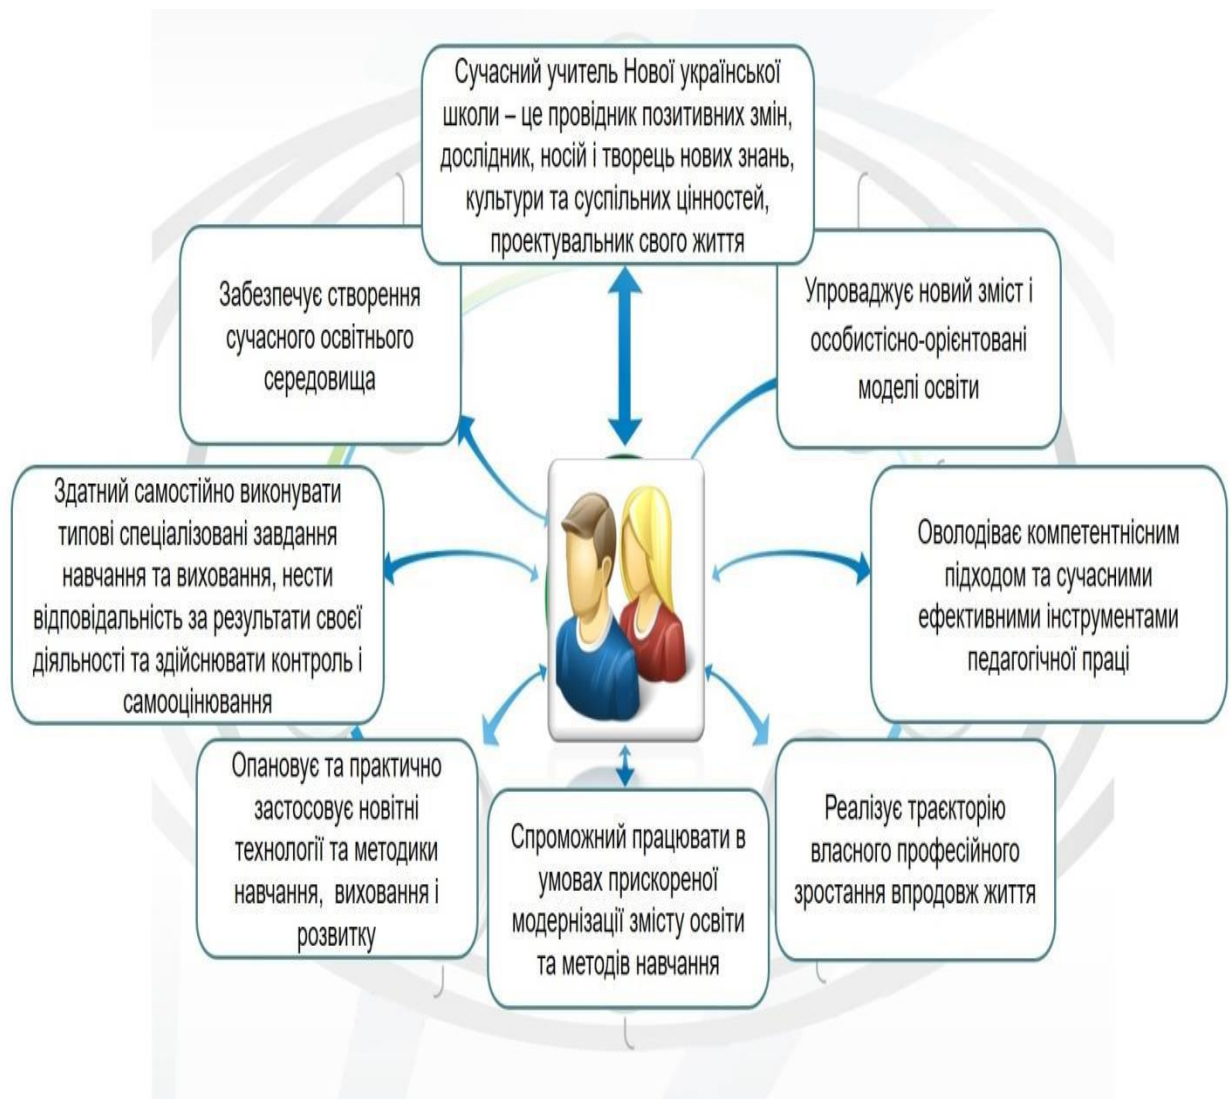 Сучасний учитель Нової української
школи – це провідник позитивних змін,
дослідник, носій і творець нових знань,
культури та суспільних цінностей,
проектувальник свого життя
Забезпечує створення
сучасного освітнього
середовища
Упроваджує новий зміст і
особистісно-орієнтовані
моделі освіти
Здатний самостійно виконувати
типові спеціалізовані завдання
навчання та виховання, нести
відповідальність за результати своєї
діяльності та здійснювати контроль і
самооцінювання
Оволодіває компетентнісним
підходом та сучасними
ефективними інструментами
педагогічної праці
Опановує та практично
застосовує новітні
технології та методики
навчання, виховання і
розвитку
Спроможний працювати в
умовах прискореної
модернізації змісту освіти
та методів навчання
Реалізує траєкторію
власного професійного
зростання впродовж життя